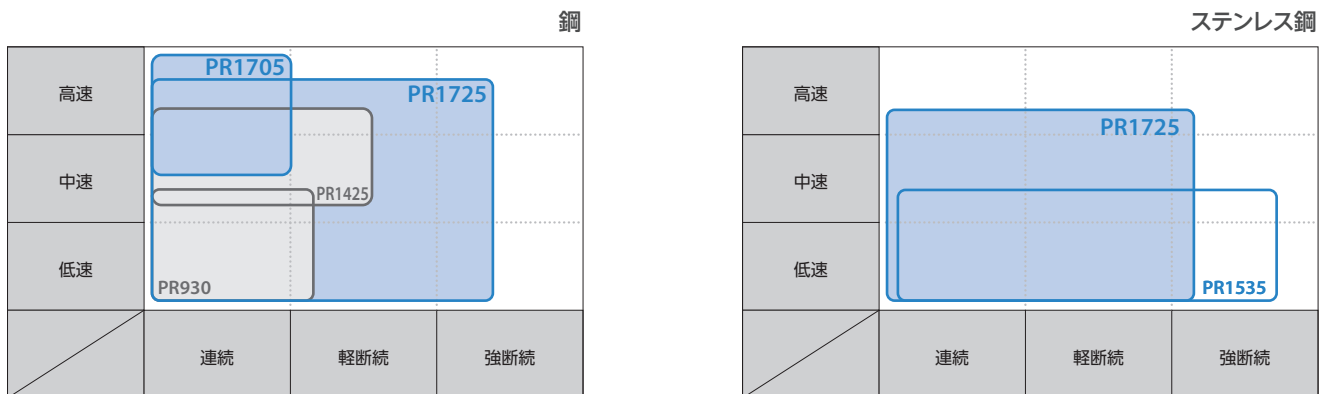 鋼
高速
中速
低速
PR1705
PR1725
PR1425
PR930
連続
軽断続
強断続
ステンレス鋼
高速
中速
低速
PR1725
PR1535
連続
軽断続
強断続